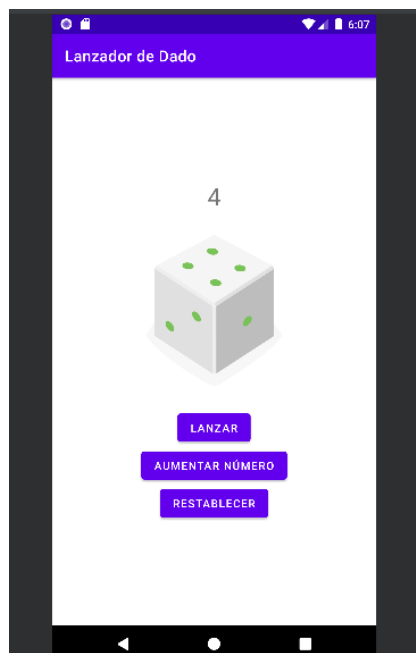 6:07
Lanzador de Dado
4
LANZAR
AUMENTAR NÚMERO
RESTABLECER